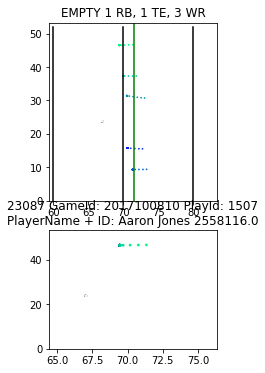 EMPTY 1 RB, 1 TE, 3 WR
50
40
30
20
10
0
60 65 70 75 80
23087 GameId: 2017100810 PlayId: 1507
PlayerName + ID: Aaron Jones 2558116.0
40
20
0
65.0 67.5 70.0 72.5 75.0